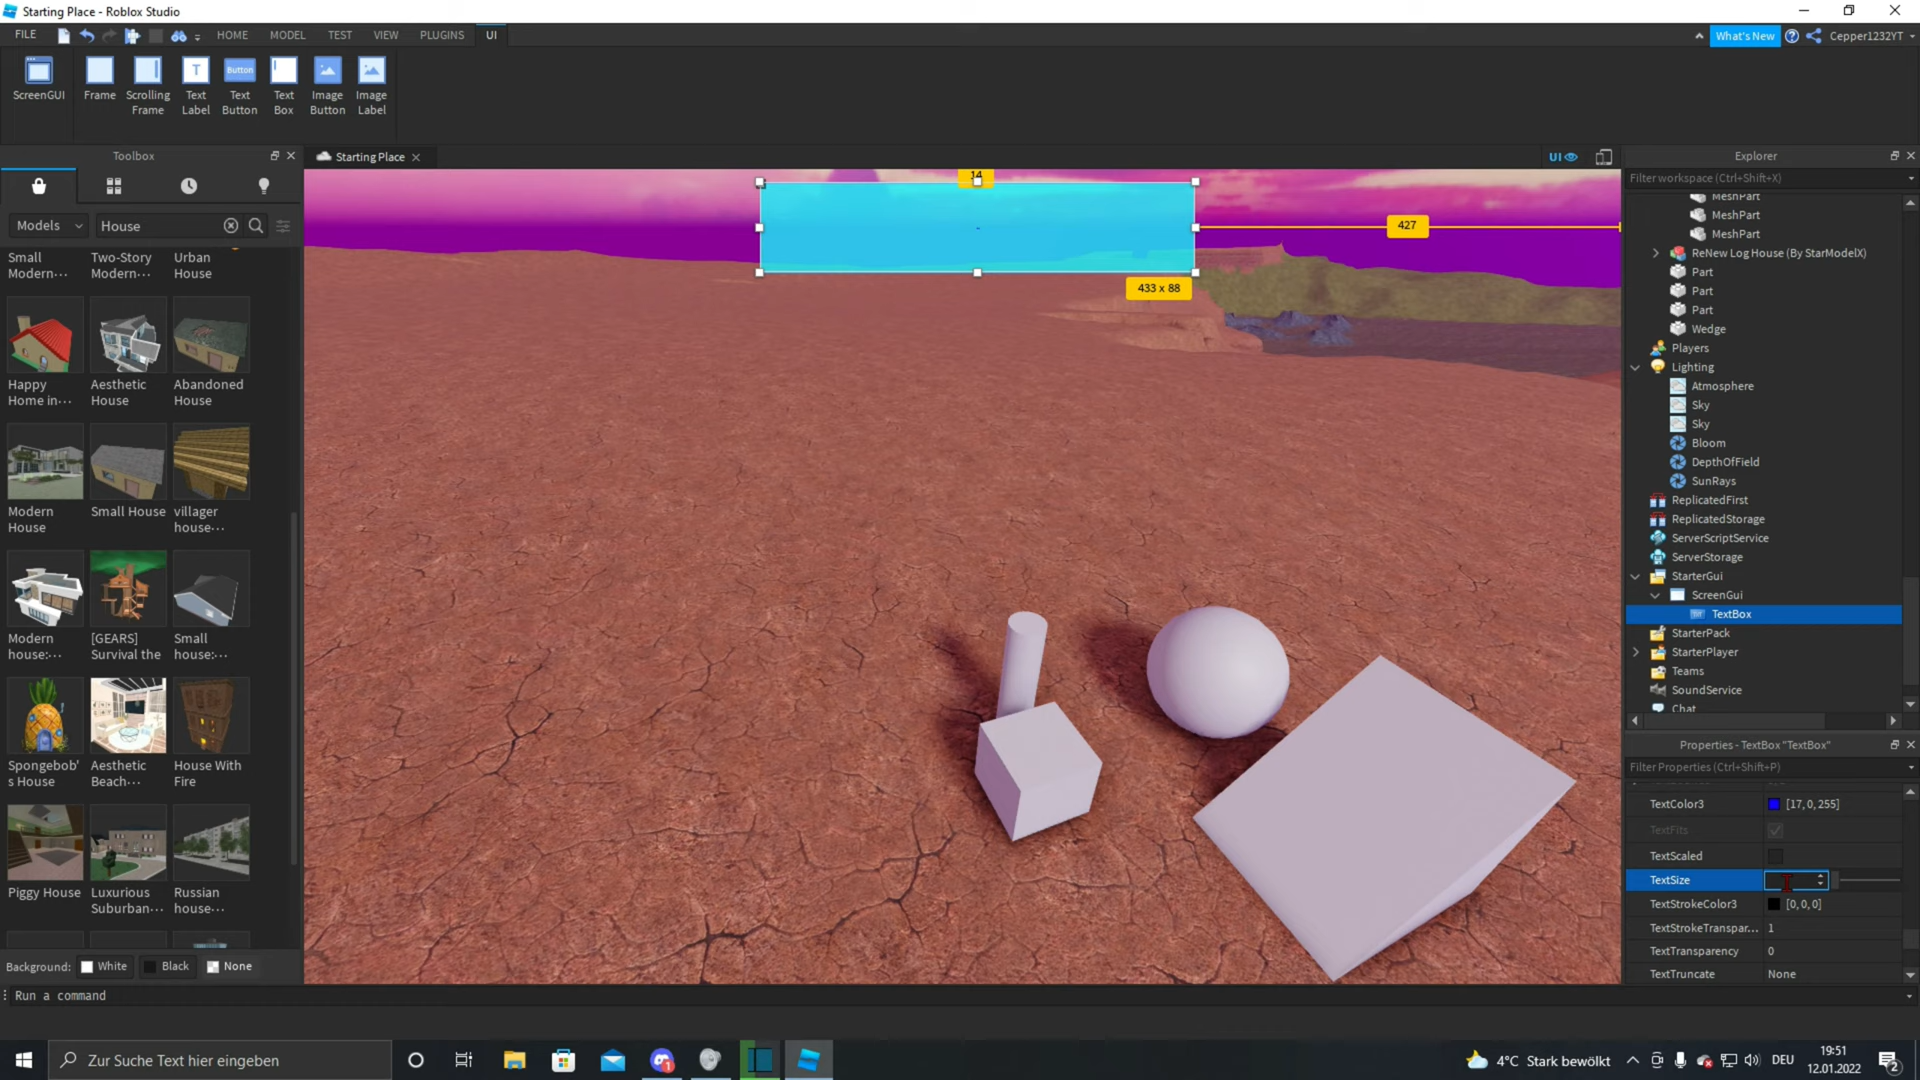 Starting Place - Roblox Studio
FILE
HOME
MODEL
TEST
VIEW
PLUGINS
UI
What's New
Cepper1232YT
ScreenGUI
Frame
Scrolling
Frame
Text
Label
Button
Text
Button
Text
Box
Image
Button
Image
Label
Toolbox
Starting Place
UI
Explorer
Filter workspace (Ctrl+Shift+X)
Models
House
Small
Modern···
Two-Story
Modern···
Urban
House
Happy
Home in···
Aesthetic
House
Abandoned
House
Modern
House
Small House
villager
house···
Modern
house:···
[GEARS]
Survival the
Small
house:···
Spongebob'
s House
Aesthetic
Beach···
House With
Fire
Piggy House
Luxurious
Suburban···
Russian
house···
Background:
White
Black
None
14
427
433 x 88
MeshPart
MeshPart
MeshPart
ReNew Log House (By StarModelX)
Part
Part
Part
Wedge
Players
Lighting
Atmosphere
Sky
Sky
Bloom
DepthOfField
SunRays
ReplicatedFirst
ReplicatedStorage
ServerScriptService
ServerStorage
StarterGui
ScreenGui
TextBox
StarterPack
StarterPlayer
Teams
SoundService
Chat
Properties - TextBox "TextBox"
Filter Properties (Ctrl+Shift+P)
TextColor3 [17, 0, 255]
TextFits
TextScaled
TextSize
TextStrokeColor3 [0, 0, 0]
TextStrokeTranspar... 1
TextTransparency 0
TextTruncate None
Run a command
Zur Suche Text hier eingeben
1
4°C Stark bewölkt
DEU
19:51
12.01.2022
2